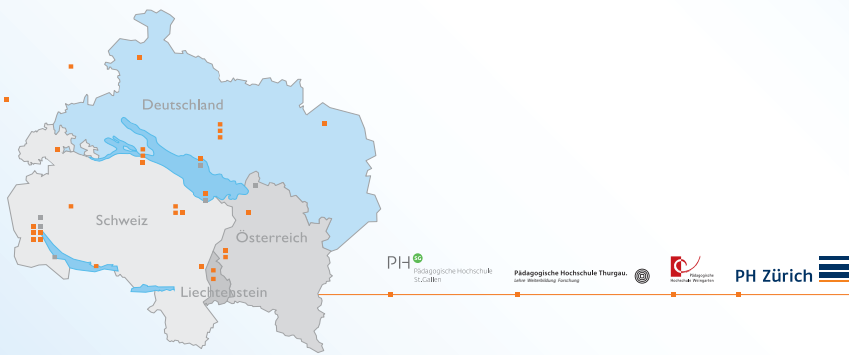 Deutschland
Schweiz
Österreich
Liechtenstein
PH SG
Pädagogische Hochschule
St.Gallen
Pädagogische Hochschule Thurgau.
Lehre Weiterbildung Forschung
Pädagogische
Hochschule Weingarten
PH Zürich